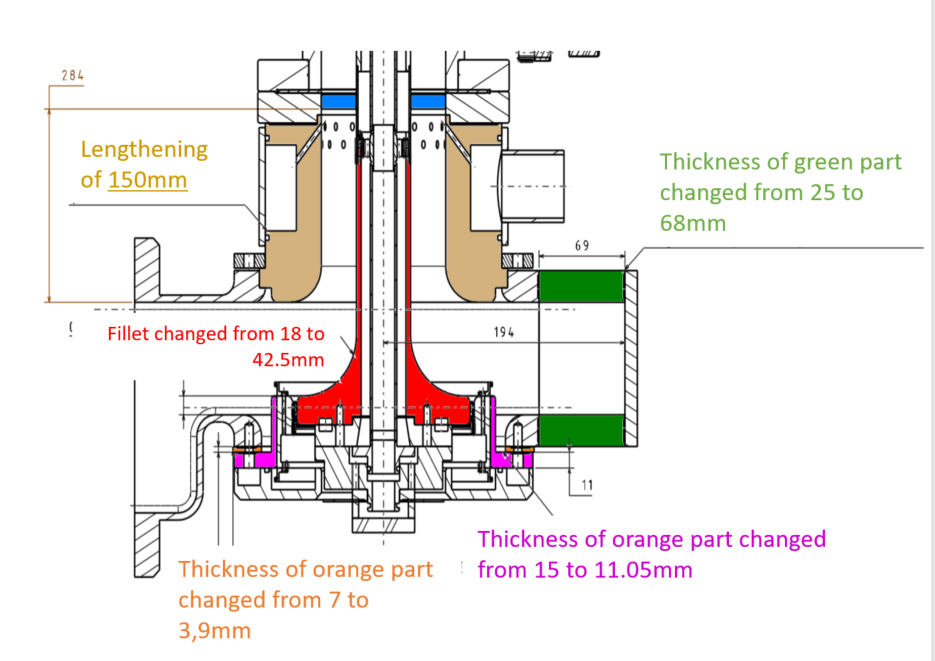 284
Lengthening
of 150mm
Thickness of green part
changed from 25 to
68mm
69
Fillet changed from 18 to
42.5mm
194
11
Thickness of orange part changed
from 15 to 11.05mm
Thickness of orange part
changed from 7 to
3,9mm